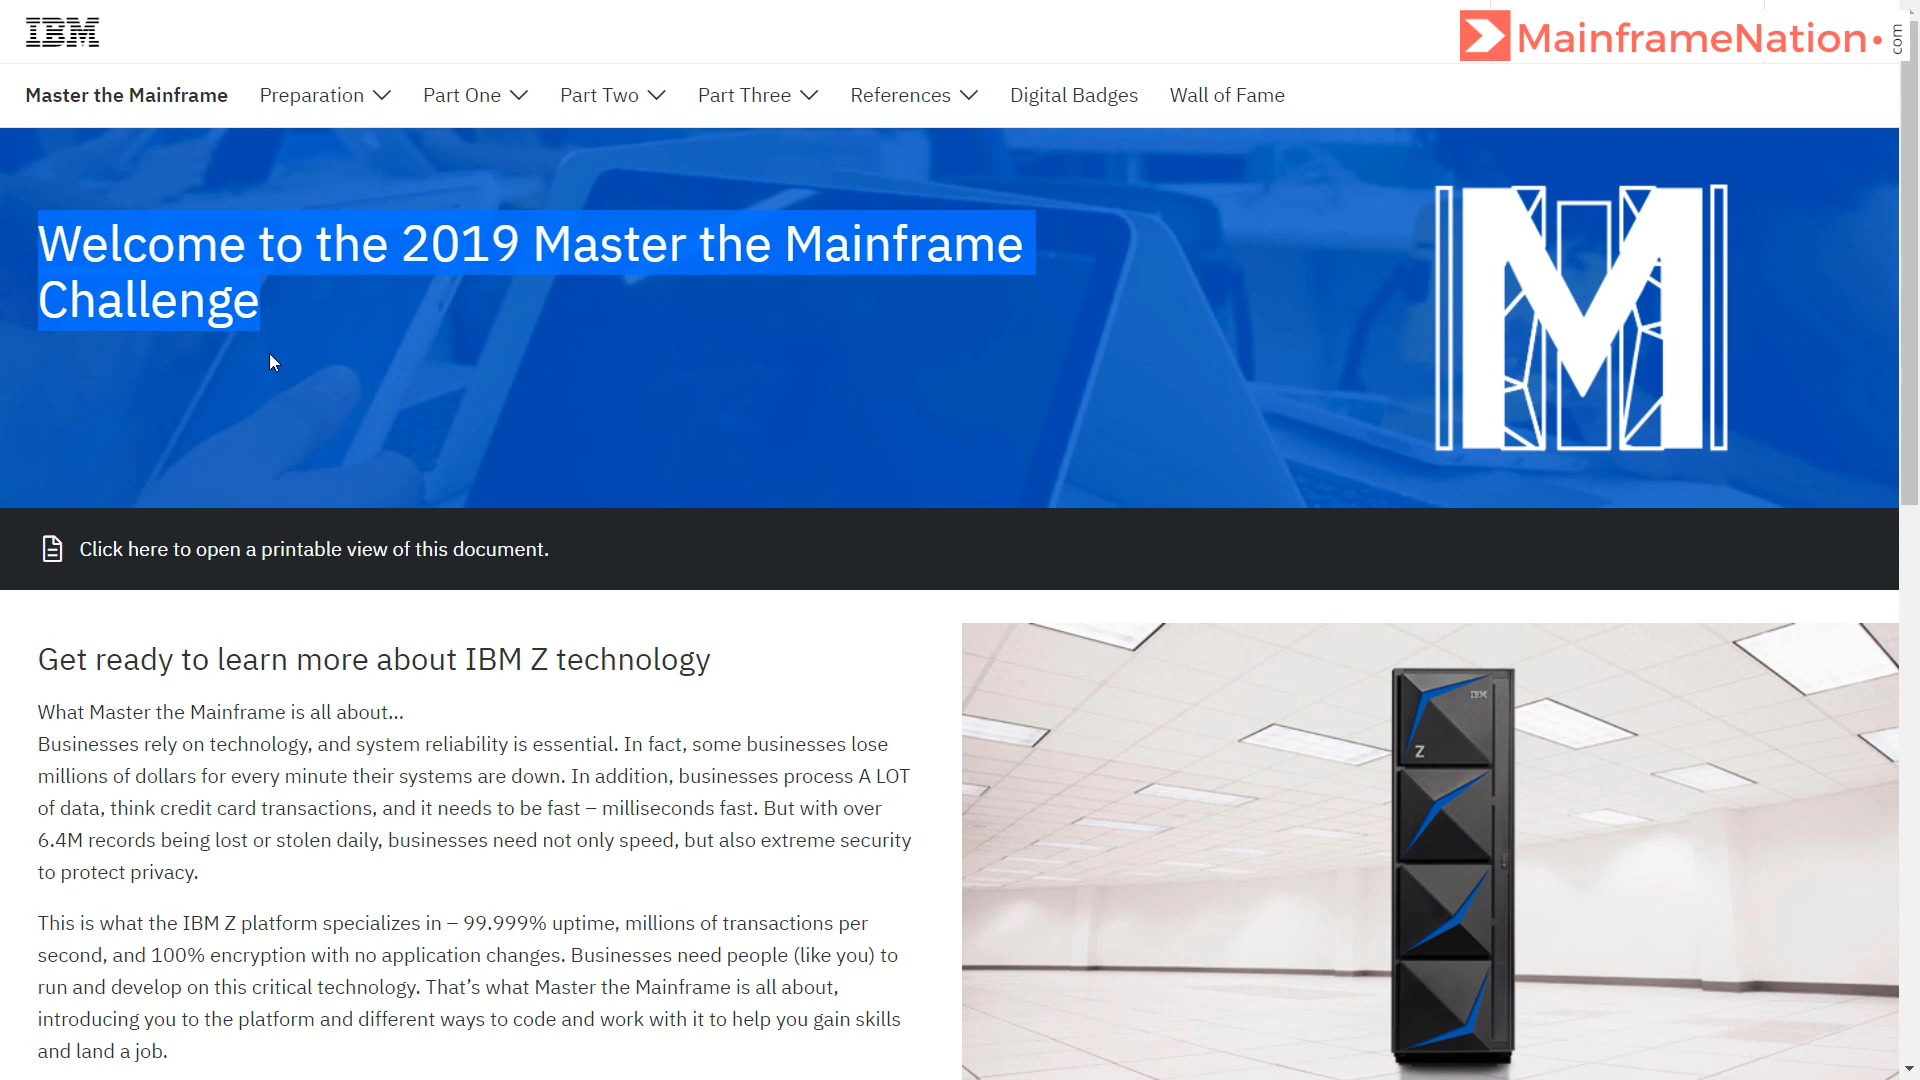 IBM
MainframeNation.com
Master the Mainframe Preparation Part One Part Two Part Three References Digital Badges Wall of Fame
Welcome to the 2019 Master the Mainframe
Challenge
M
Click here to open a printable view of this document.
Get ready to learn more about IBM Z technology
What Master the Mainframe is all about...
Businesses rely on technology, and system reliability is essential. In fact, some businesses lose
millions of dollars for every minute their systems are down. In addition, businesses process A LOT
of data, think credit card transactions, and it needs to be fast – milliseconds fast. But with over
6.4M records being lost or stolen daily, businesses need not only speed, but also extreme security
to protect privacy.
This is what the IBM Z platform specializes in – 99.999% uptime, millions of transactions per
second, and 100% encryption with no application changes. Businesses need people (like you) to
run and develop on this critical technology. That’s what Master the Mainframe is all about,
introducing you to the platform and different ways to code and work with it to help you gain skills
and land a job.
IBM
Z